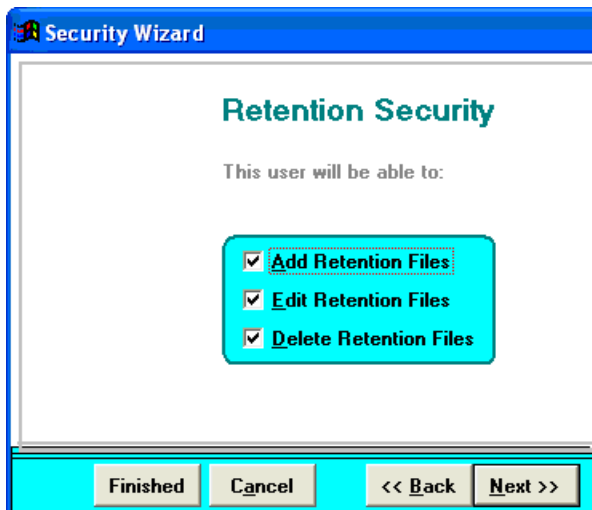 Security Wizard
Retention Security
This user will be able to:
Add Retention Files
Edit Retention Files
Delete Retention Files
Finished Cancel << Back Next >>